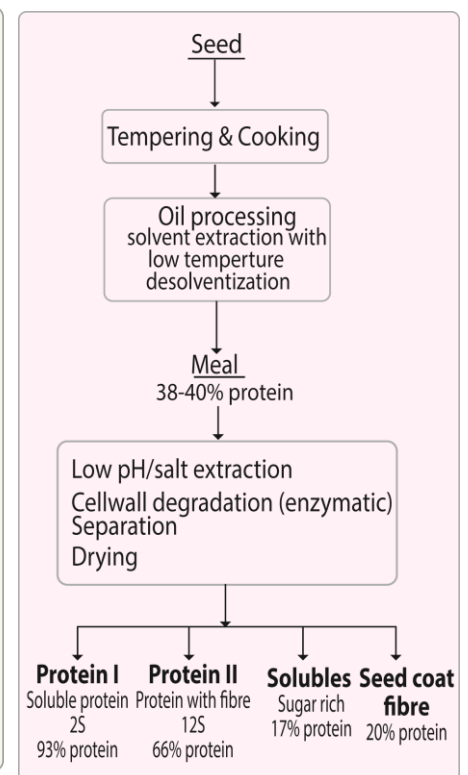 Seed
Tempering & Cooking
Oil processing
solvent extraction with
low temperture
desolventization
Meal
38-40% protein
Low pH/salt extraction
Cellwall degradation (enzymatic)
Separation
Drying
Protein I
Soluble protein
2S
93% protein
Protein II
Protein with fibre
12S
66% protein
Solubles
Sugar rich
17% protein
Seed coat
fibre
20% protein